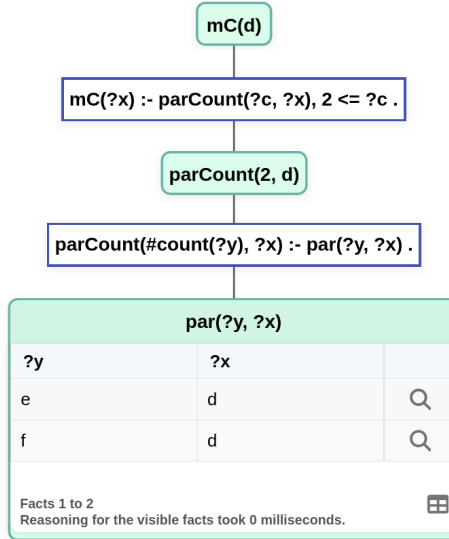 mC(d)
mC(?x) :- parCount(?c, ?x), 2 <= ?c .
parCount(2, d)
parCount(#count(?y), ?x) :- par(?y, ?x) .
par(?y, ?x)
?y ?x
e d
f d
Facts 1 to 2
Reasoning for the visible facts took 0 milliseconds.